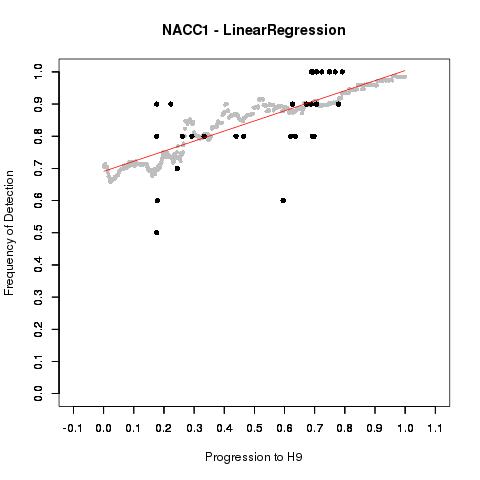 NACC1 - LinearRegression
Frequency of Detection
1.0
0.9
0.8
0.7
0.6
0.5
0.4
0.3
0.2
0.1
0.0
-0.1 0.0 0.1 0.2 0.3 0.4 0.5 0.6 0.7 0.8 0.9 1.0 1.1
Progression to H9